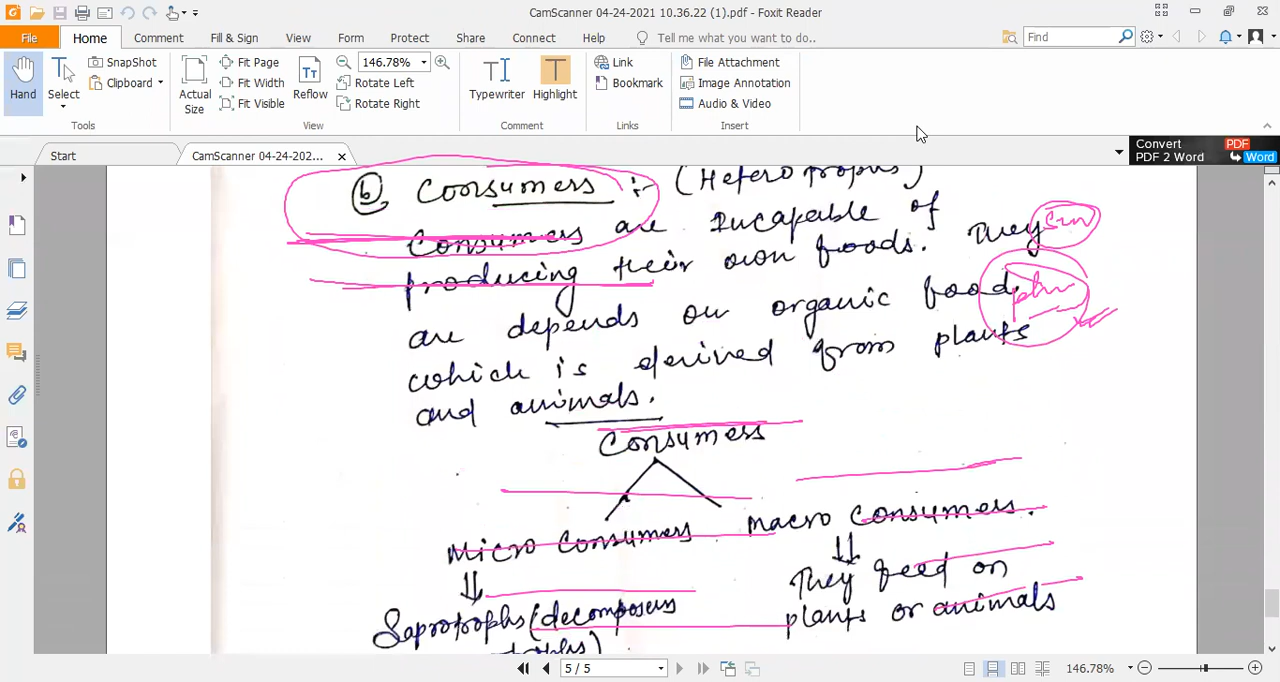 CamScanner 04-24-2021 10.36.22 (1).pdf - Foxit Reader
File Home Comment Fill & Sign View Form Protect Share Connect Help Tell me what you want to do.. Find
Hand
Select
SnapShot
Clipboard
Tools
Actual Size
Fit Page
Fit Width
Fit Visible
Reflow
146.78%
Rotate Left
Rotate Right
View
Typewriter
Highlight
Comment
Link
Bookmark
Links
File Attachment
Image Annotation
Audio & Video
Insert
Start
CamScanner 04-24-202...
Convert PDF
PDF 2 Word Word
(b) Consumers :- (Heterotrophs)
Consumers are Incapable of
producing their own foods. They sun
are depends on organic food.
which is derived from plants
and animals.
Consumess
Micro Consumers Macro Consumers.
They feed on
Saprotrophs (decomposers plants or animals
5 / 5
146.78%